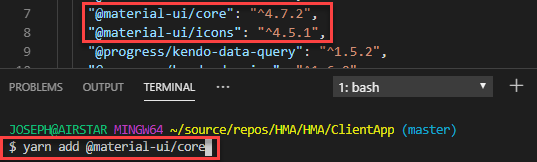 7 "@material-ui/core": "^4.7.2",
8 "@material-ui/icons": "^4.5.1",
9 "@progress/kendo-data-query": "^1.5.2"
PROBLEMS OUTPUT TERMINAL 1: bash
JOSEPH@AIRSTAR MINGW64 ~/source/repos/HMA/HMA/ClientApp (master)
$ yarn add @material-ui/core